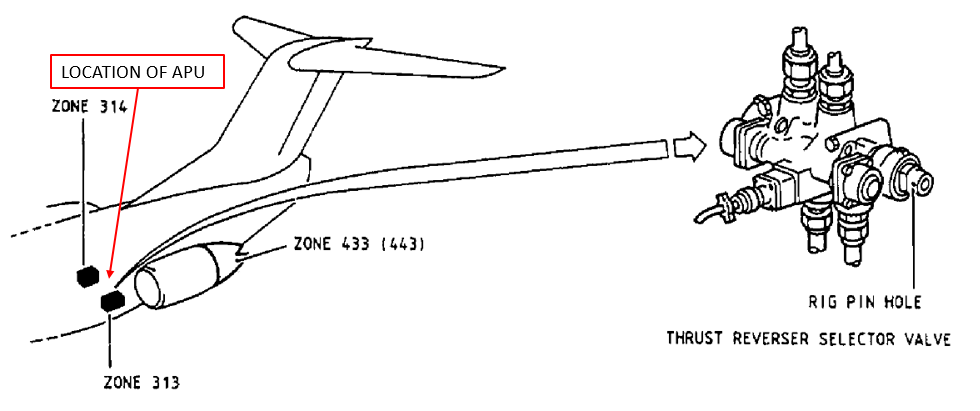 LOCATION OF APU
ZONE 314
ZONE 433 (443)
ZONE 313
RIG PIN HOLE
THRUST REVERSER SELECTOR VALVE